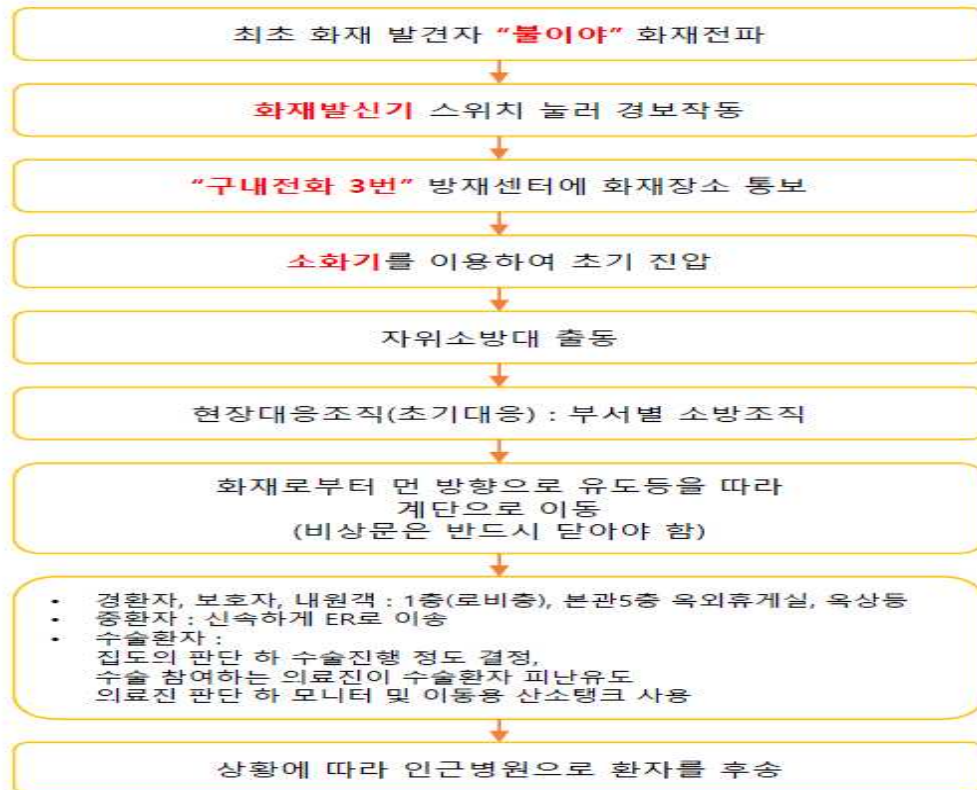 최초 화재 발견자 “불이야” 화재전파
화재발신기 스위치 눌러 경보작동
“구내전화 3번” 방재센터에 화재장소 통보
소화기를 이용하여 초기 진압
자위소방대 출동
현장대응조직(초기대응) : 부서별 소방조직
화재로부터 먼 방향으로 유도등을 따라
계단으로 이동
(비상문은 반드시 닫아야 함)
• 경환자, 보호자, 내원객 : 1층(로비층), 본관5층 옥외휴게실, 옥상등
• 중환자 : 신속하게 ER로 이송
• 수술환자 :
집도의 판단 하 수술진행 정도 결정,
수술 참여하는 의료진이 수술환자 피난유도
의료진 판단 하 모니터 및 이동용 산소탱크 사용
상황에 따라 인근병원으로 환자를 후송